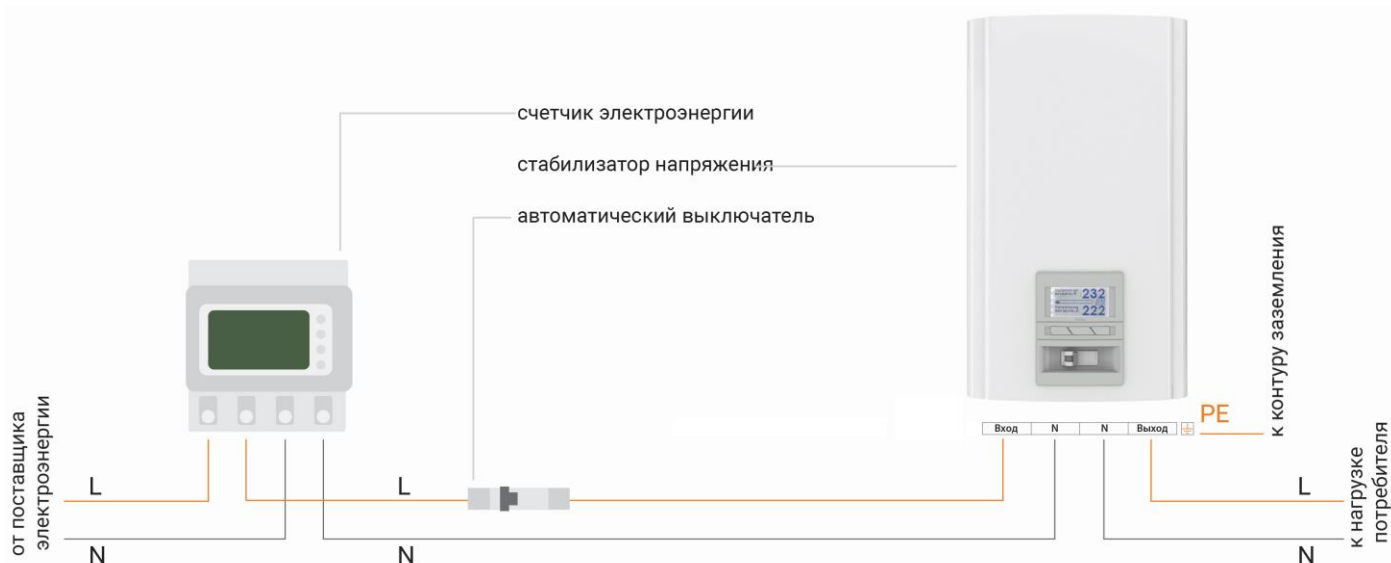 счетчик электроэнергии
стабилизатор напряжения
автоматический выключатель
232
222
Вход N N Выход
PE
к контуру заземления
от поставщика
электроэнергии
L
N
L
N
L
N
к нагрузке
потребителя